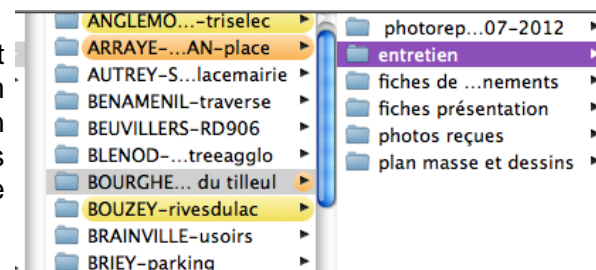 ANGLEMO...-triselec
ARRAYE-...AN-place
AUTREY-S...lacemairie
BENAMENIL-traverse
BEUVILLERS-RD906
BLENOD-...treeagglo
BOURGHE... du tilleul
BOUZEY-rivesdulac
BRAINVILLE-usoirs
BRIEY-parking
photorep...07-2012
entretien
fiches de ...nements
fiches présentation
photos reçues
plan masse et dessins